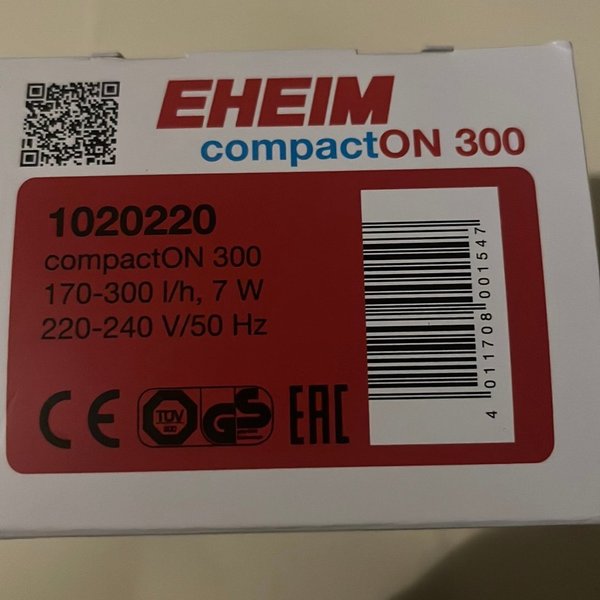 EHEIM
compactON 300
1020220
compactON 300
170-300 l/h, 7 W
220-240 V/50 Hz
CE TÜV SÜD GS EAC
4 011708 001547